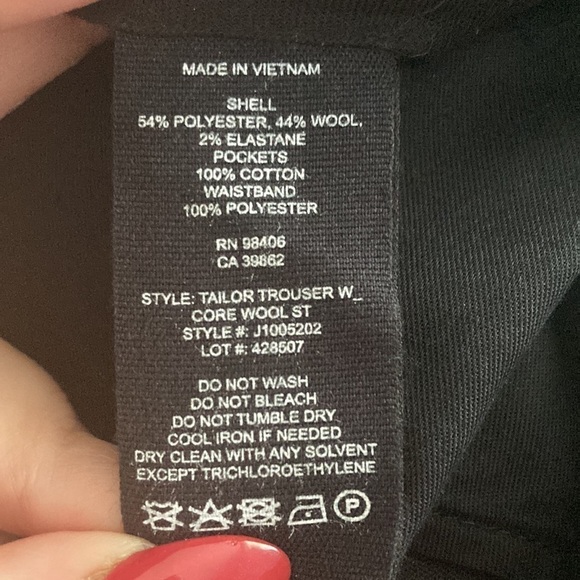 MADE IN VIETNAM
SHELL
54% POLYESTER, 44% WOOL,
2% ELASTANE
POCKETS
100% COTTON
WAISTBAND
100% POLYESTER
RN 98406
CA 39862
STYLE: TAILOR TROUSER W_
CORE WOOL ST
STYLE #: J1005202
LOT #: 428507
DO NOT WASH
DO NOT BLEACH
DO NOT TUMBLE DRY
COOL IRON IF NEEDED
DRY CLEAN WITH ANY SOLVENT
EXCEPT TRICHLOROETHYLENE
P